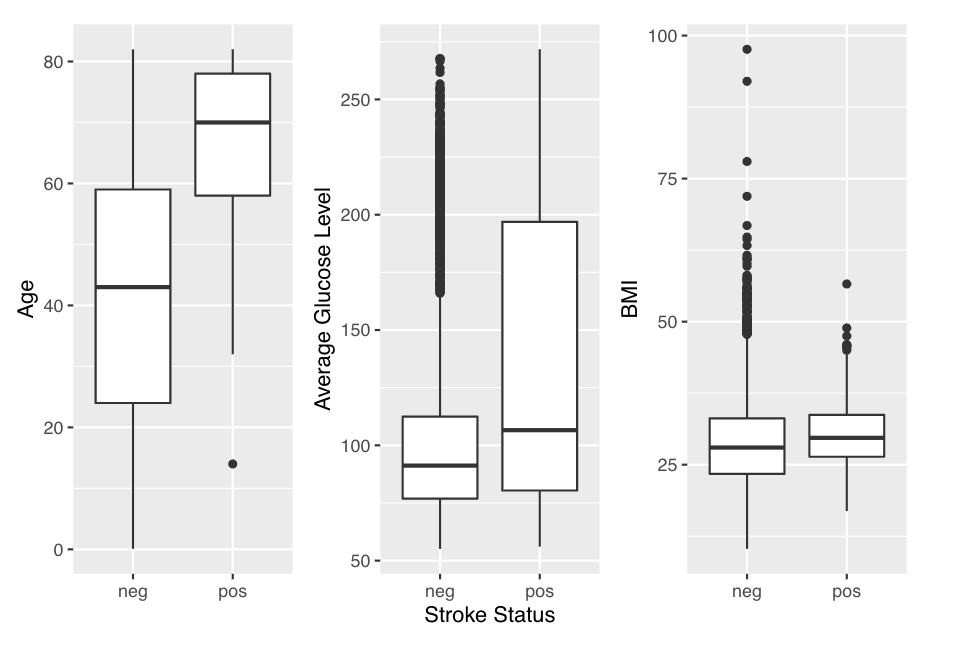 Age
80
60
40
20
0
neg pos
Average Glucose Level
250
200
150
100
50
neg pos
Stroke Status
BMI
100
75
50
25
neg pos